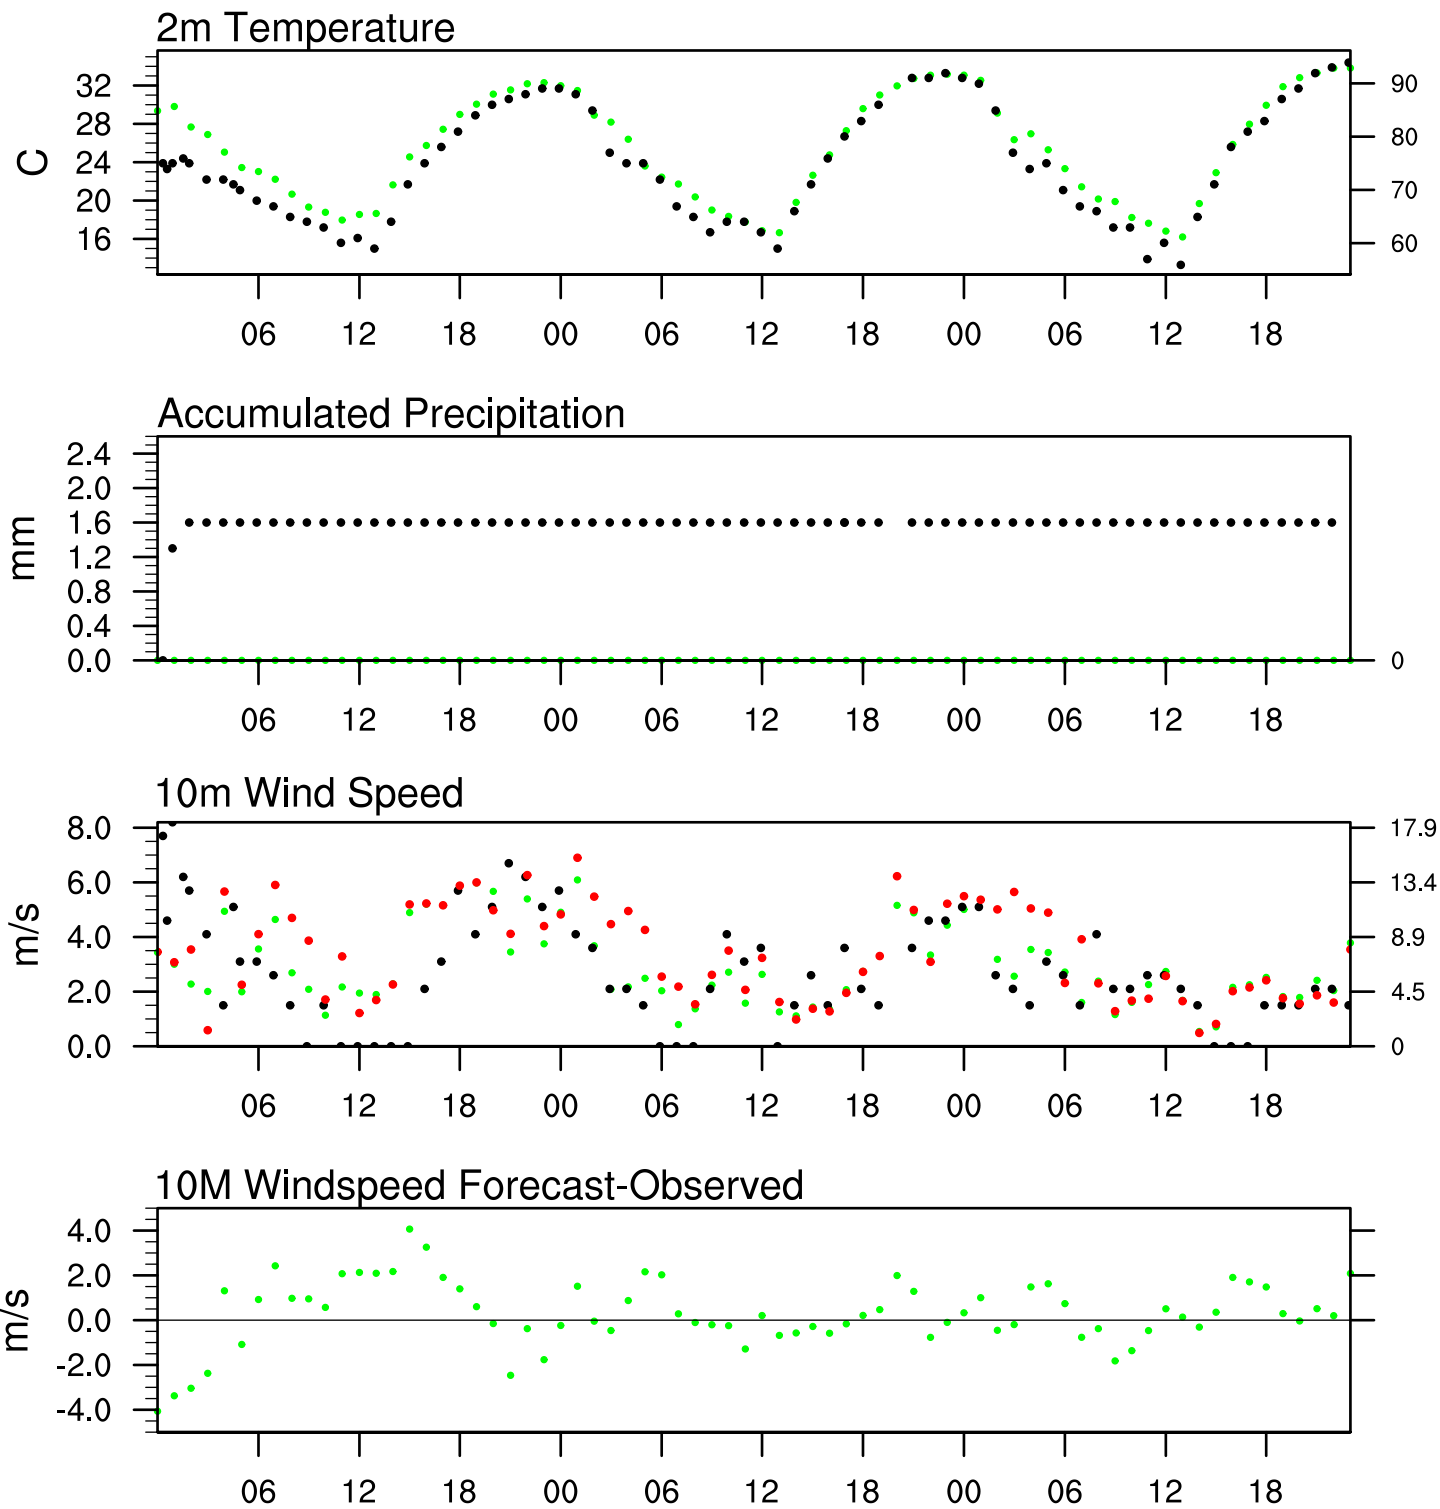 2m Temperature
32
28
24
20
16
C
90
80
70
60
06 12 18 00 06 12 18 00 06 12 18
Accumulated Precipitation
2.4
2.0
1.6
1.2
0.8
0.4
0.0
mm
0
06 12 18 00 06 12 18 00 06 12 18
10m Wind Speed
8.0
6.0
4.0
2.0
0.0
m/s
17.9
13.4
8.9
4.5
0
06 12 18 00 06 12 18 00 06 12 18
10M Windspeed Forecast-Observed
4.0
2.0
0.0
-2.0
-4.0
m/s
06 12 18 00 06 12 18 00 06 12 18